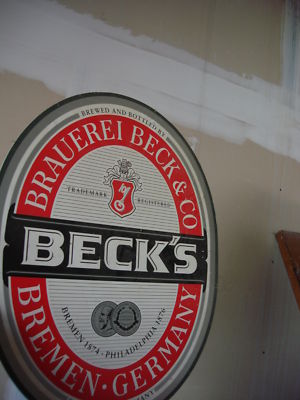 BREWED AND BOTTLED BY
BRAUEREI BECK & CO
TRADEMARK REGISTERED
BECK'S
BREMEN 1874 · PHILADELPHIA 1876
BREMEN · GERMANY